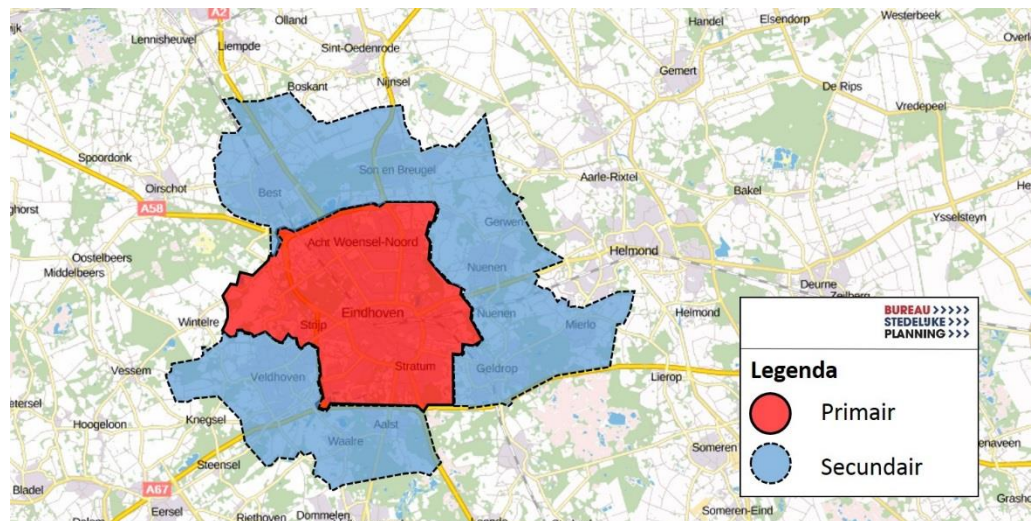 A2
Olland
Handel
Elsendorp
Westerbeek
Lennisheuvel
Liempde
Sint-Oedenrode
Gemert
Boskant
Nijnsel
De Rips
Vredepeel
Spoordonk
Son en Breugel
Oirschot
Best
Aarle-Rixtel
Bakel
A58
Gerwen
Ysselsteyn
Acht Woensel-Noord
Helmond
Oostelbeers
Middelbeers
Nuenen
Deurne
Zeilberg
Wintelre
Strijp
Eindhoven
Nuenen
Mierlo
Helmond
Vessem
Veldhoven
Stratum
Geldrop
Lierop
Knegsel
Hoogeloon
Aalst
Waalre
Steensel
Someren
Bladel
A67
Eersel
Riethoven
Dommelen
Someren-Eind
BUREAU >>>>>
STEDELIJKE >>>
PLANNING >>>
Legenda
Primair
Secundair